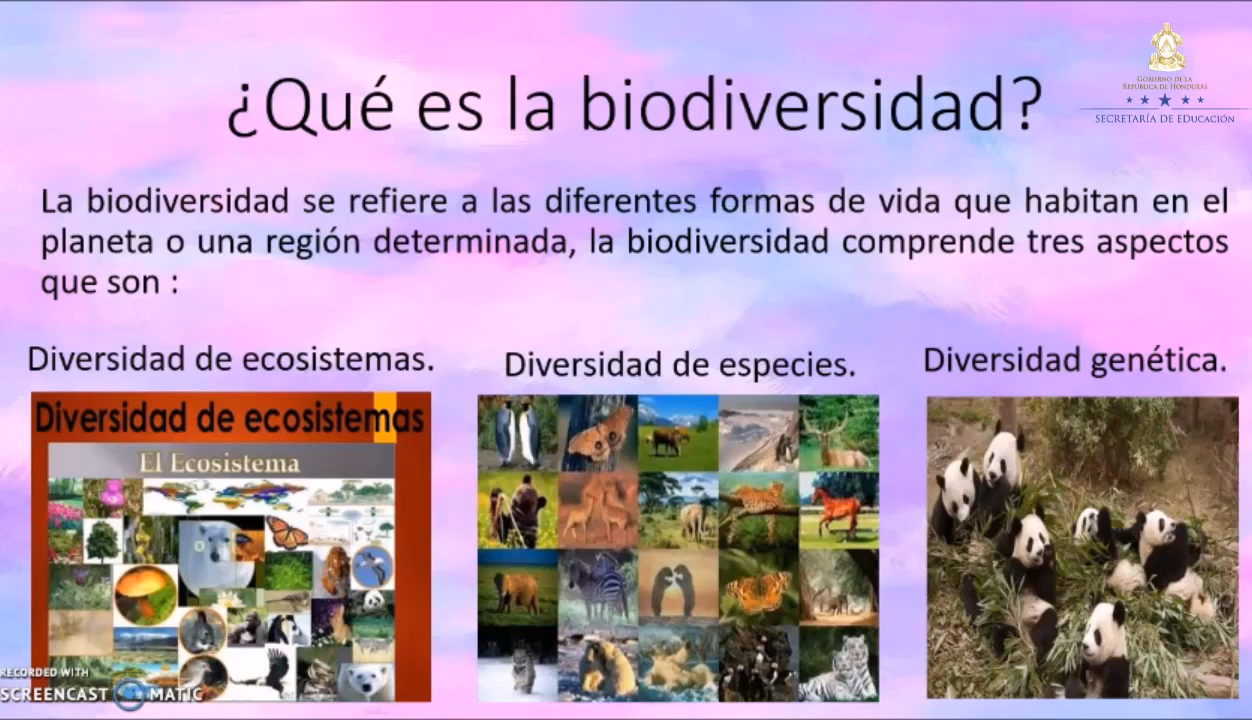 ¿Qué es la biodiversidad?
GOBIERNO DE LA
REPÚBLICA DE HONDURAS
SECRETARÍA DE EDUCACIÓN
La biodiversidad se refiere a las diferentes formas de vida que habitan en el
planeta o una región determinada, la biodiversidad comprende tres aspectos
que son :
Diversidad de ecosistemas.
Diversidad de especies.
Diversidad genética.
Diversidad de ecosistemas
El Ecosistema
RECORDED WITH
SCREENCAST MATIC